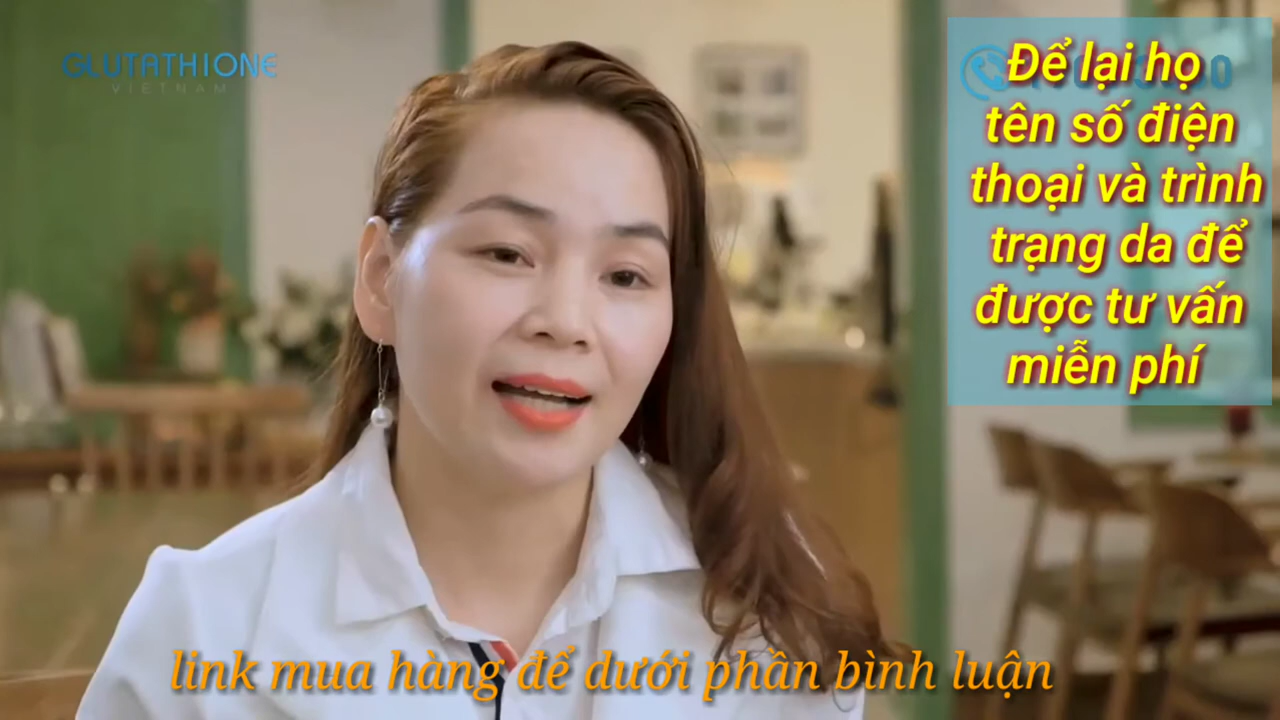 GLUTATHIONE
VIETNAM
Để lại họ
tên số điện
thoại và trình
trạng da để
được tư vấn
miễn phí
link mua hàng để dưới phần bình luận